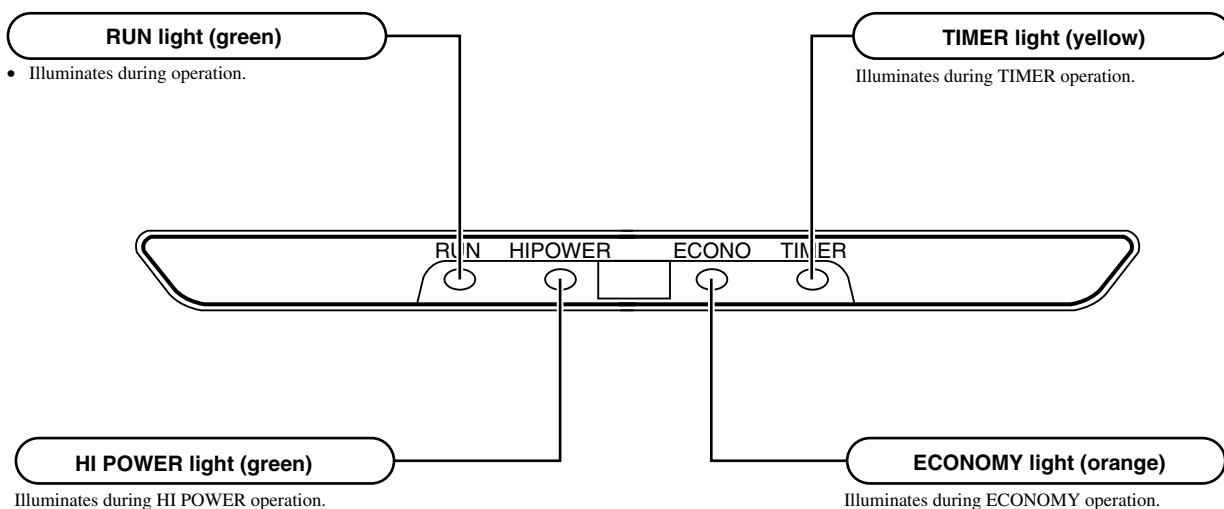 RUN light (green)
• Illuminates during operation.
TIMER light (yellow)
Illuminates during TIMER operation.
RUN HIPOWER ECONO TIMER
HI POWER light (green)
Illuminates during HI POWER operation.
ECONOMY light (orange)
Illuminates during ECONOMY operation.